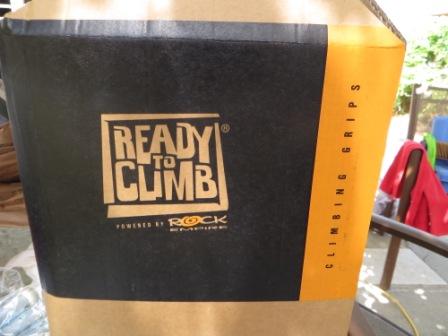 READY
TO
CLIMB®
POWERED BY ROCK
EMPIRE
CLIMBING GRIPS